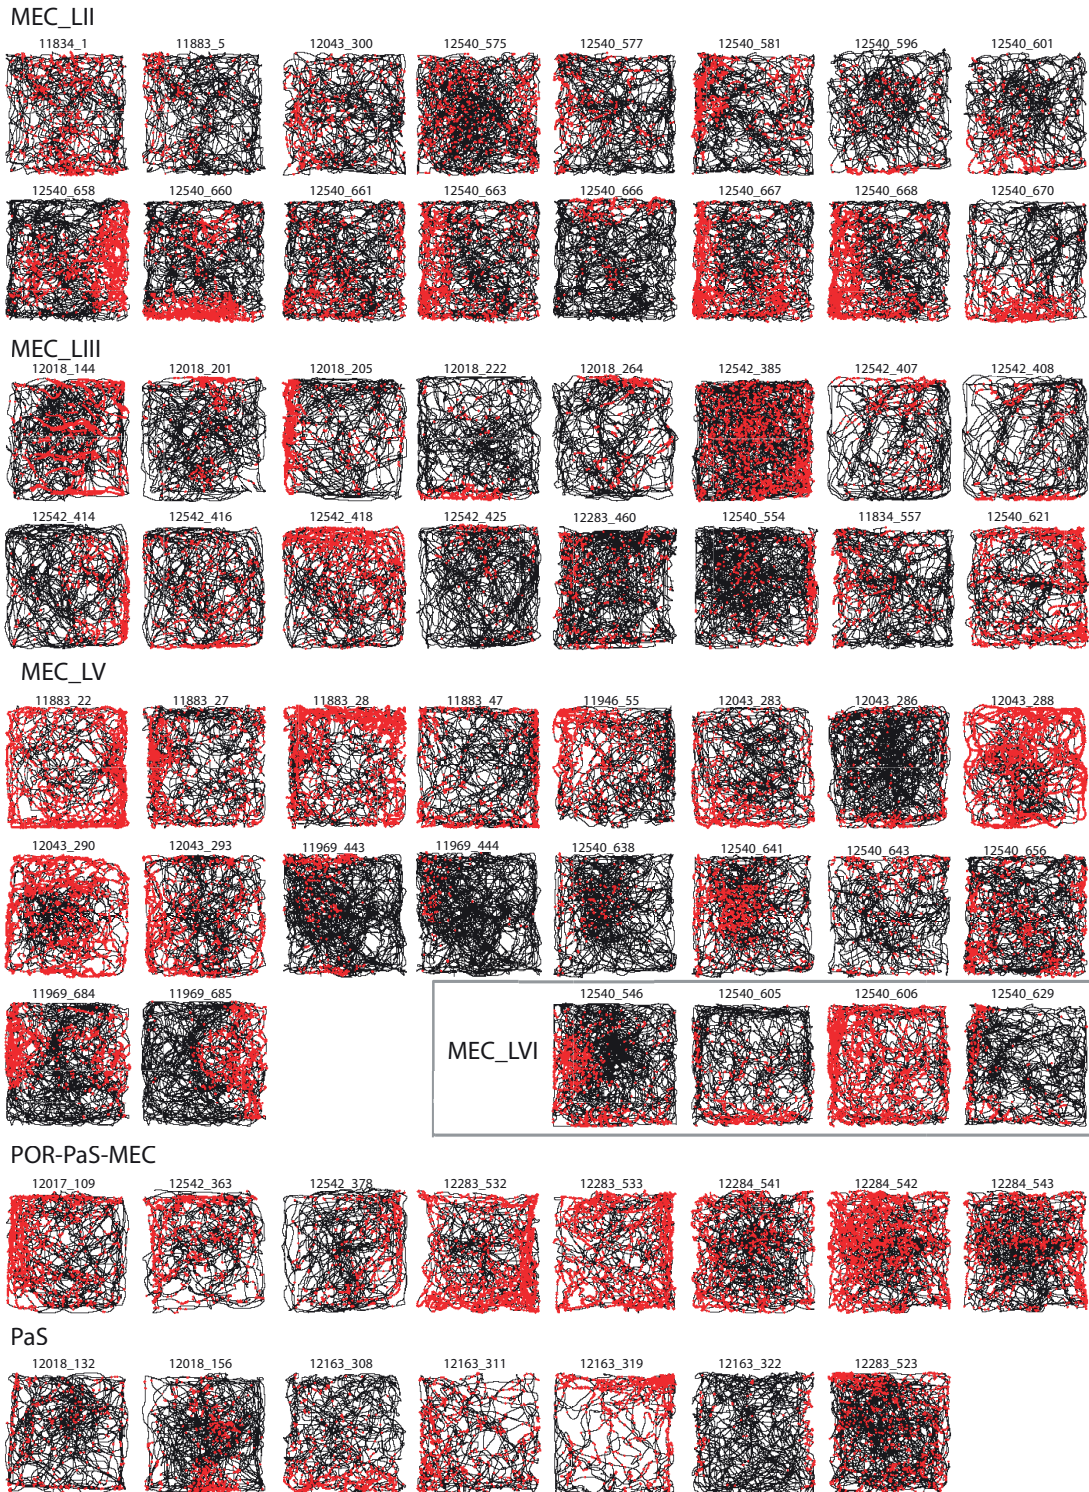 MEC_LII
11834_1 11883_5 12043_300 12540_575 12540_577 12540_581 12540_596 12540_601
12540_658 12540_660 12540_661 12540_663 12540_666 12540_667 12540_668 12540_670
MEC_LIII
12018_144 12018_201 12018_205 12018_222 12018_264 12542_385 12542_407 12542_408
12542_414 12542_416 12542_418 12542_425 12283_460 12540_554 11834_557 12540_621
MEC_LV
11883_22 11883_27 11883_28 11883_47 11946_55 12043_283 12043_286 12043_288
12043_290 12043_293 11969_443 11969_444 12540_638 12540_641 12540_643 12540_656
11969_684 11969_685 12540_546 12540_605 12540_606 12540_629
MEC_LVI
POR-PaS-MEC
12017_109 12542_363 12542_378 12283_532 12283_533 12284_541 12284_542 12284_543
PaS
12018_132 12018_156 12163_308 12163_311 12163_319 12163_322 12283_523